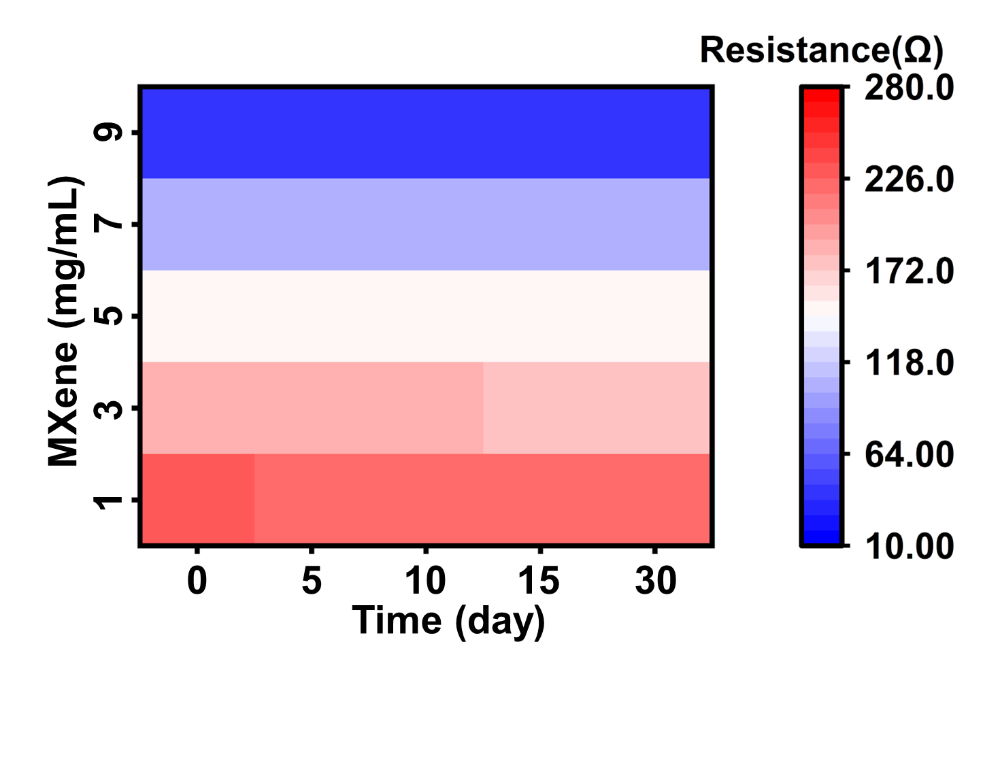 Resistance(Ω)
280.0
226.0
172.0
118.0
64.00
10.00
MXene (mg/mL)
9
7
5
3
1
0 5 10 15 30
Time (day)